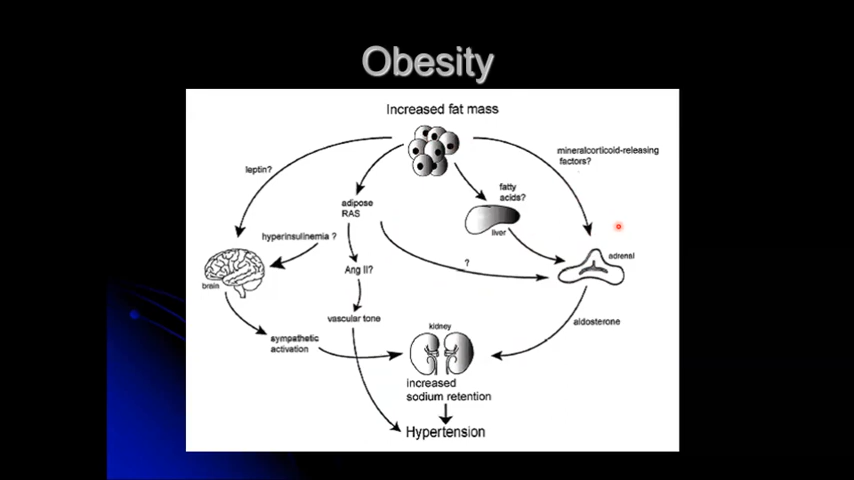 Obesity
Increased fat mass
mineralcorticoid-releasing
factors?
leptin?
fatty
acids?
adipose
RAS
liver
hyperinsulinemia ?
adrenal
?
Ang II?
brain
vascular tone
aldosterone
kidney
sympathetic
activation
increased
sodium retention
Hypertension